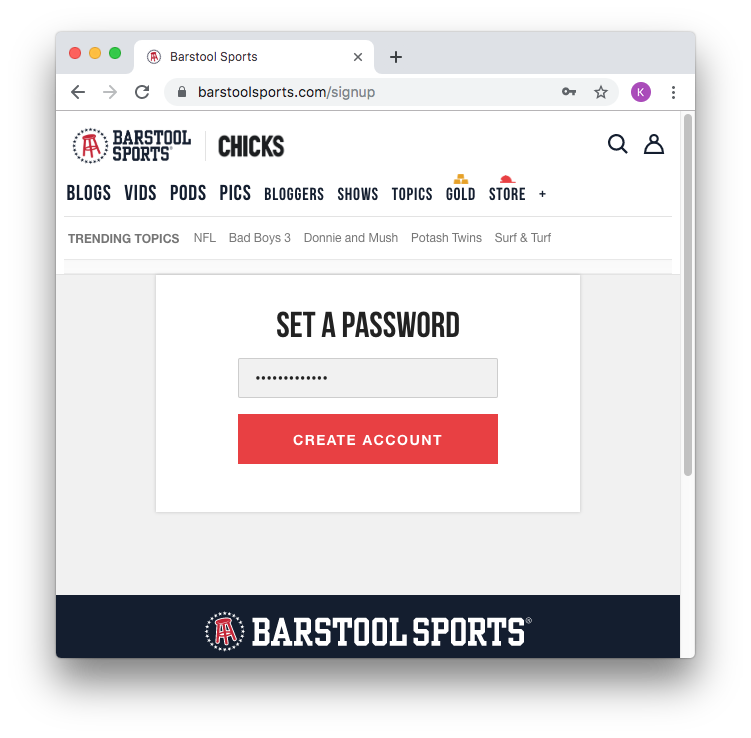 Barstool Sports
barstoolsports.com/signup
K
BARSTOOL SPORTS® CHICKS
BLOGS VIDS PODS PICS BLOGGERS SHOWS TOPICS GOLD STORE +
TRENDING TOPICS NFL Bad Boys 3 Donnie and Mush Potash Twins Surf & Turf
SET A PASSWORD
•••••••••••••
CREATE ACCOUNT
BARSTOOL SPORTS®